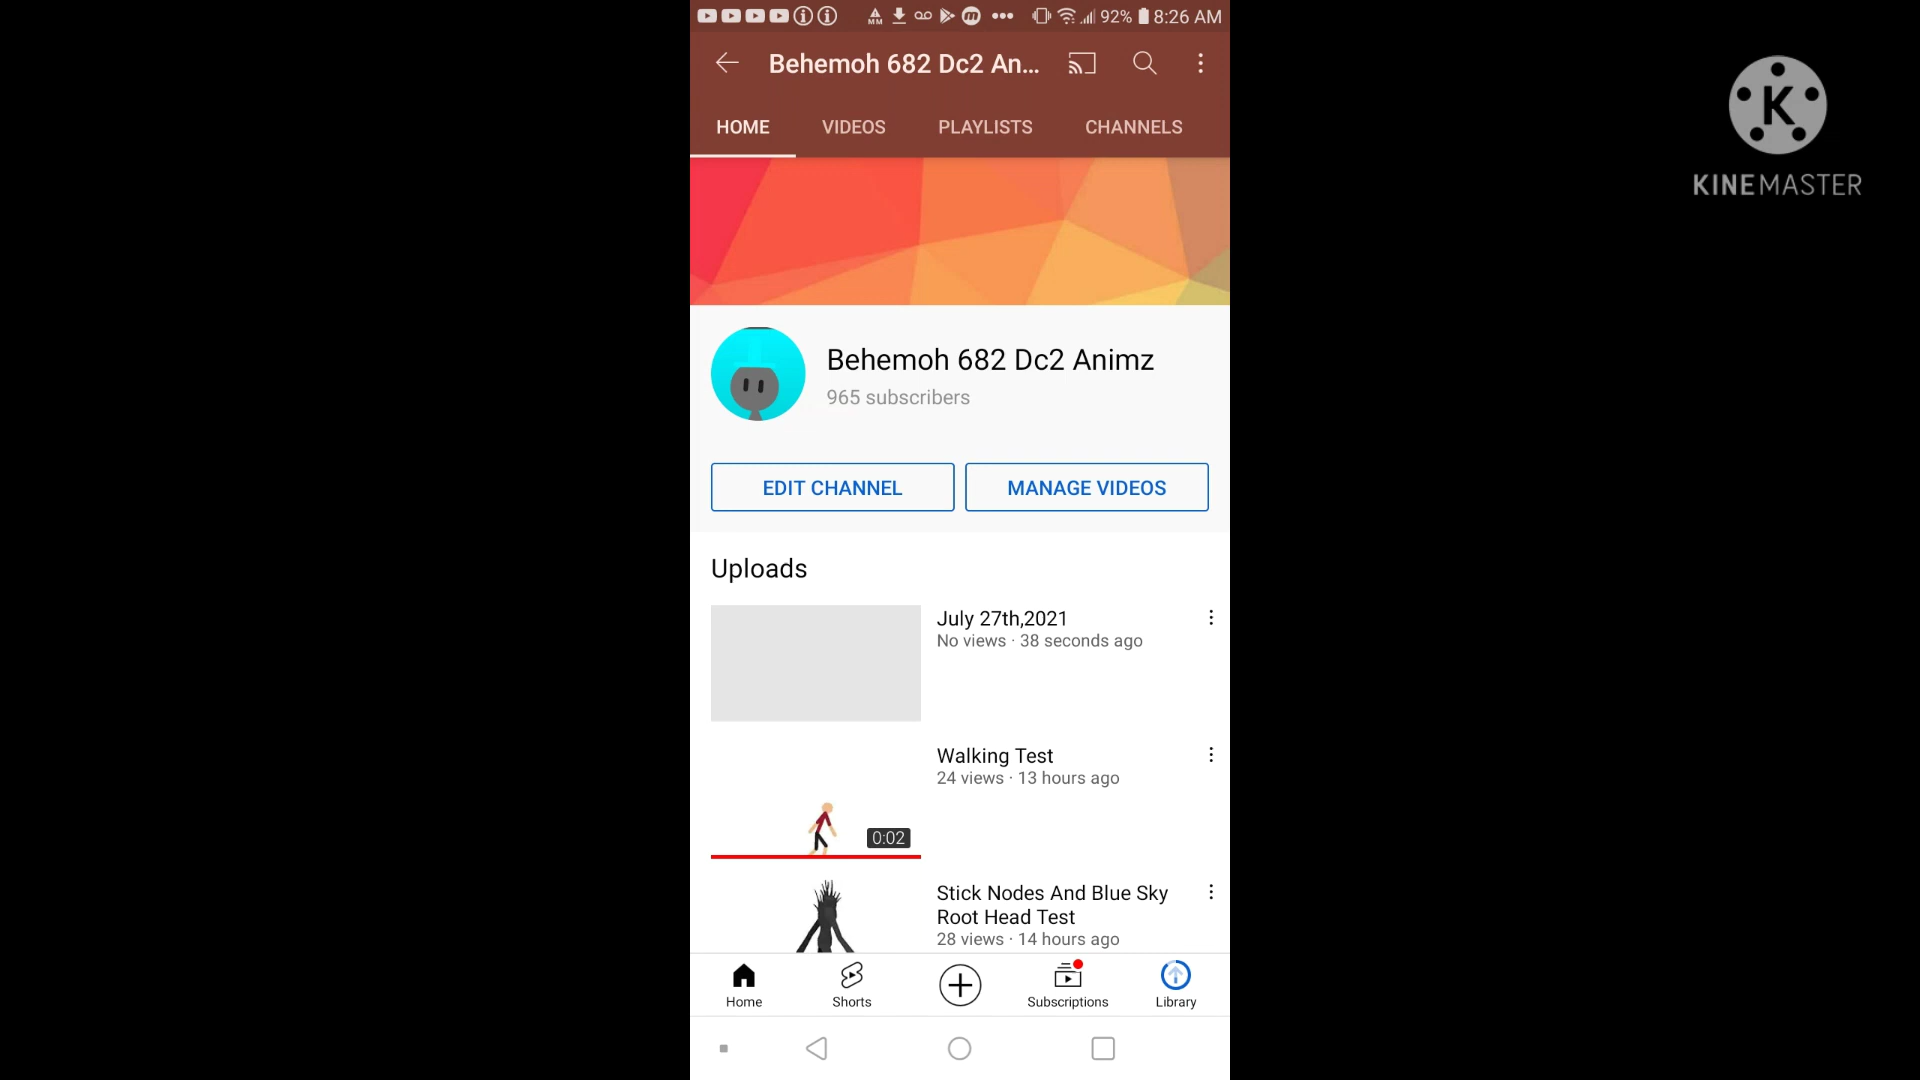 92% 8:26 AM
Behemoh 682 Dc2 An...
HOME VIDEOS PLAYLISTS CHANNELS
K
KINEMASTER
Behemoh 682 Dc2 Animz
965 subscribers
EDIT CHANNEL MANAGE VIDEOS
Uploads
July 27th,2021
No views · 38 seconds ago
Walking Test
24 views · 13 hours ago
0:02
Stick Nodes And Blue Sky
Root Head Test
28 views · 14 hours ago
Home Shorts Subscriptions Library